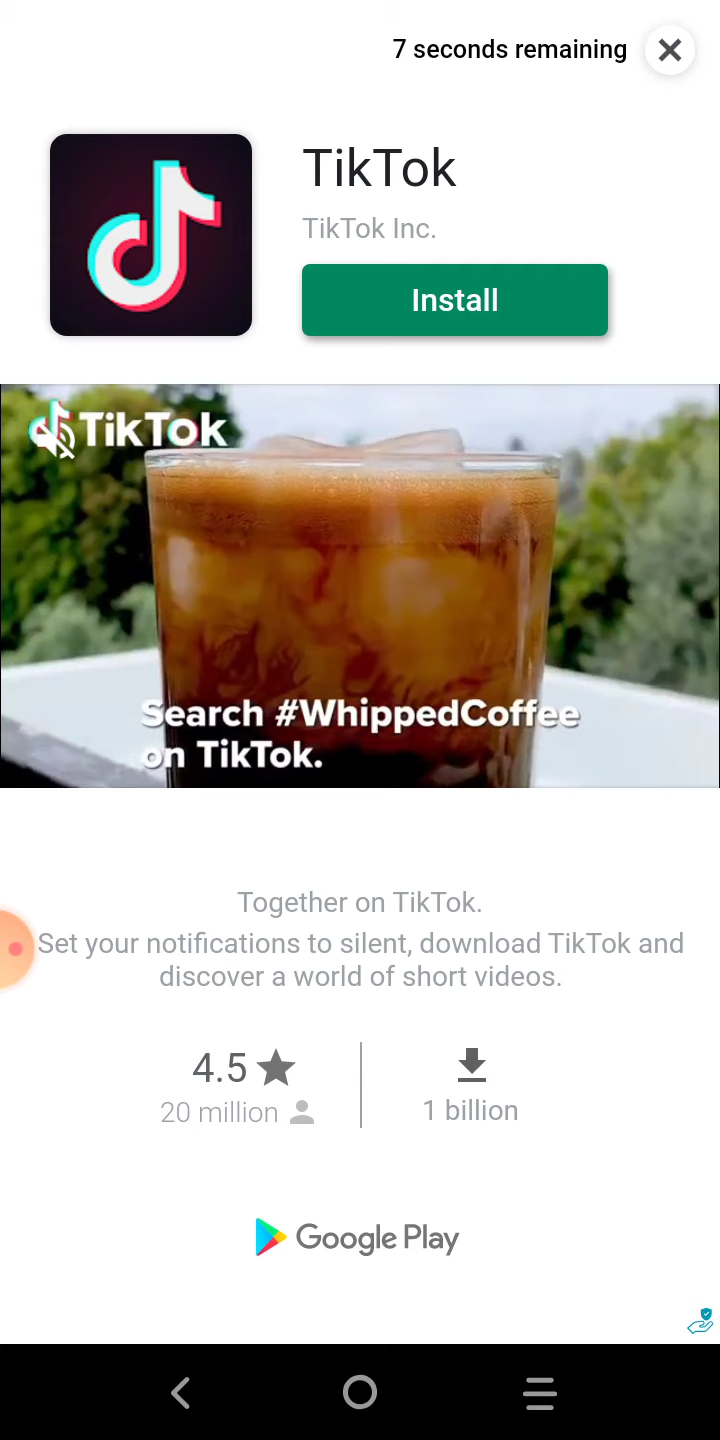 7 seconds remaining
TikTok
TikTok Inc.
Install
TikTok
Search #WhippedCoffee
on TikTok.
Together on TikTok.
Set your notifications to silent, download TikTok and
discover a world of short videos.
4.5
20 million
1 billion
Google Play